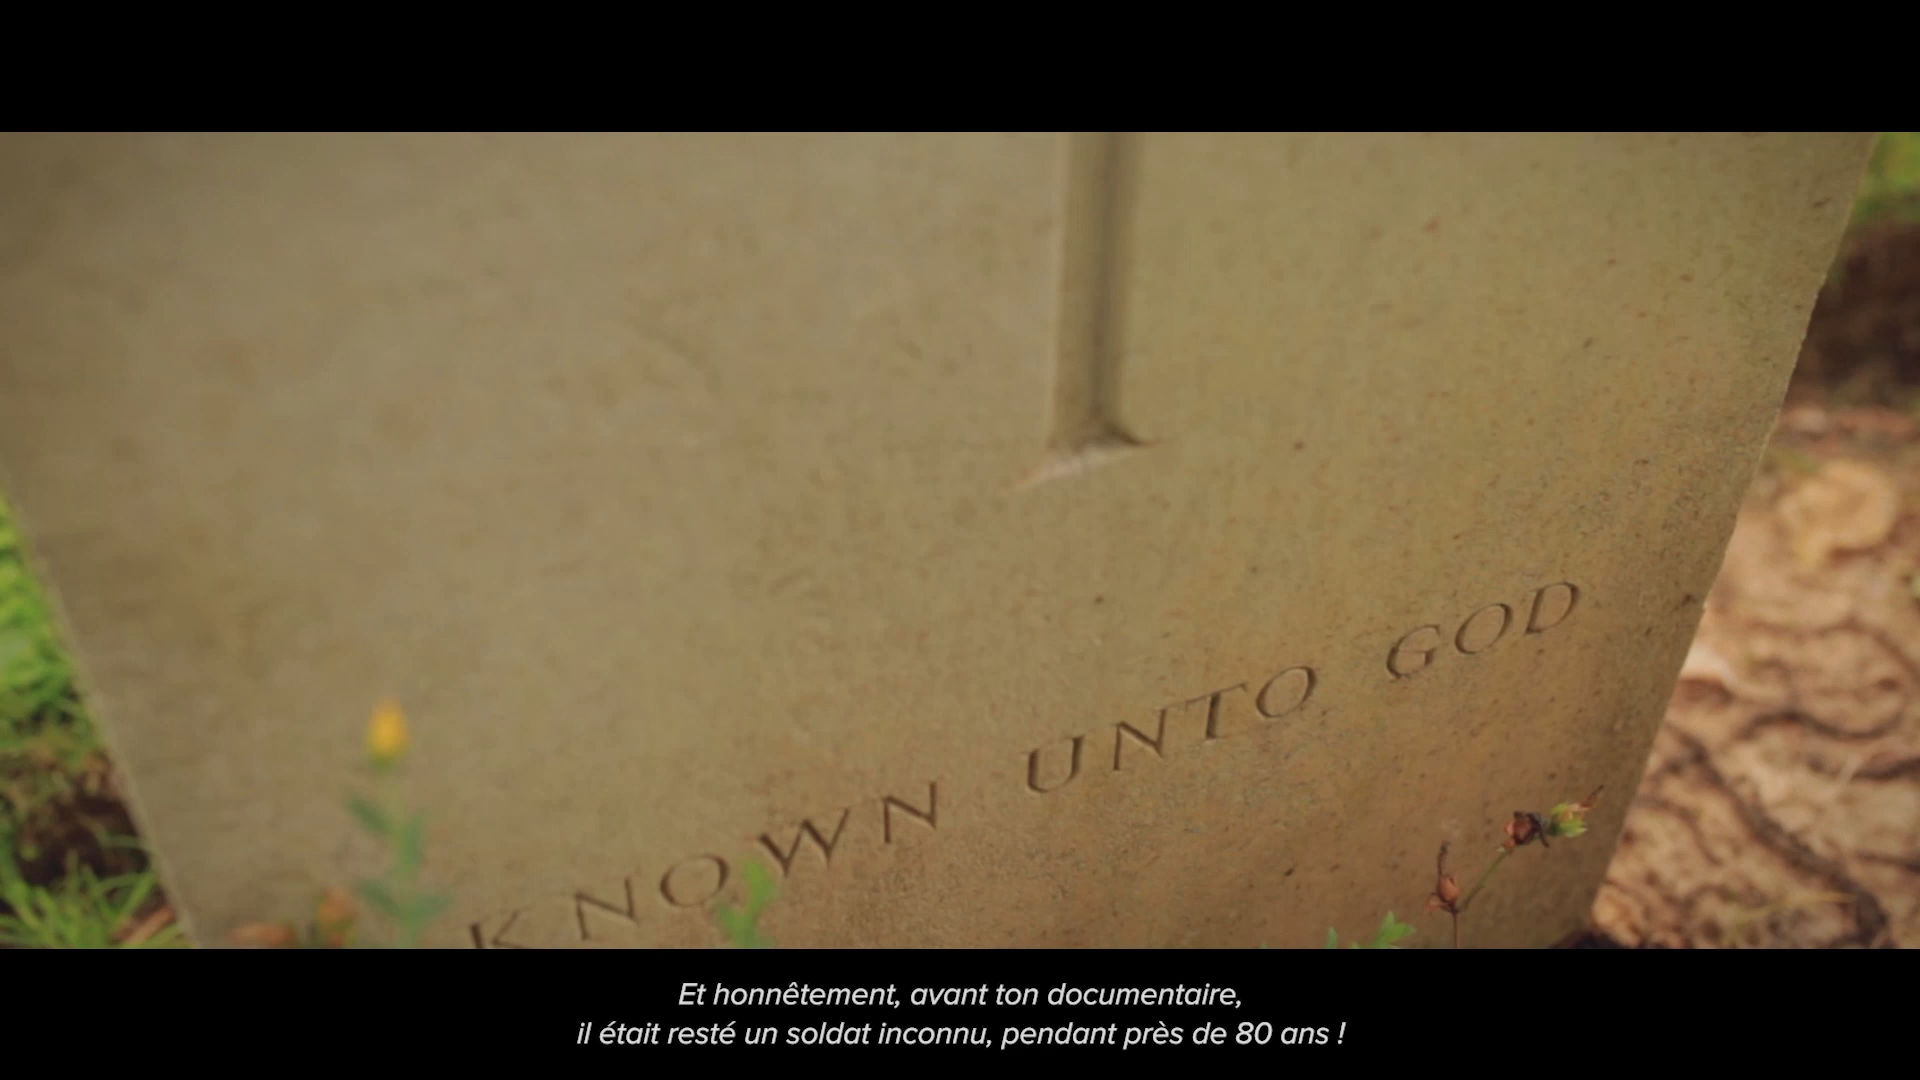 KNOWN UNTO GOD
Et honnêtement, avant ton documentaire,
il était resté un soldat inconnu, pendant près de 80 ans !